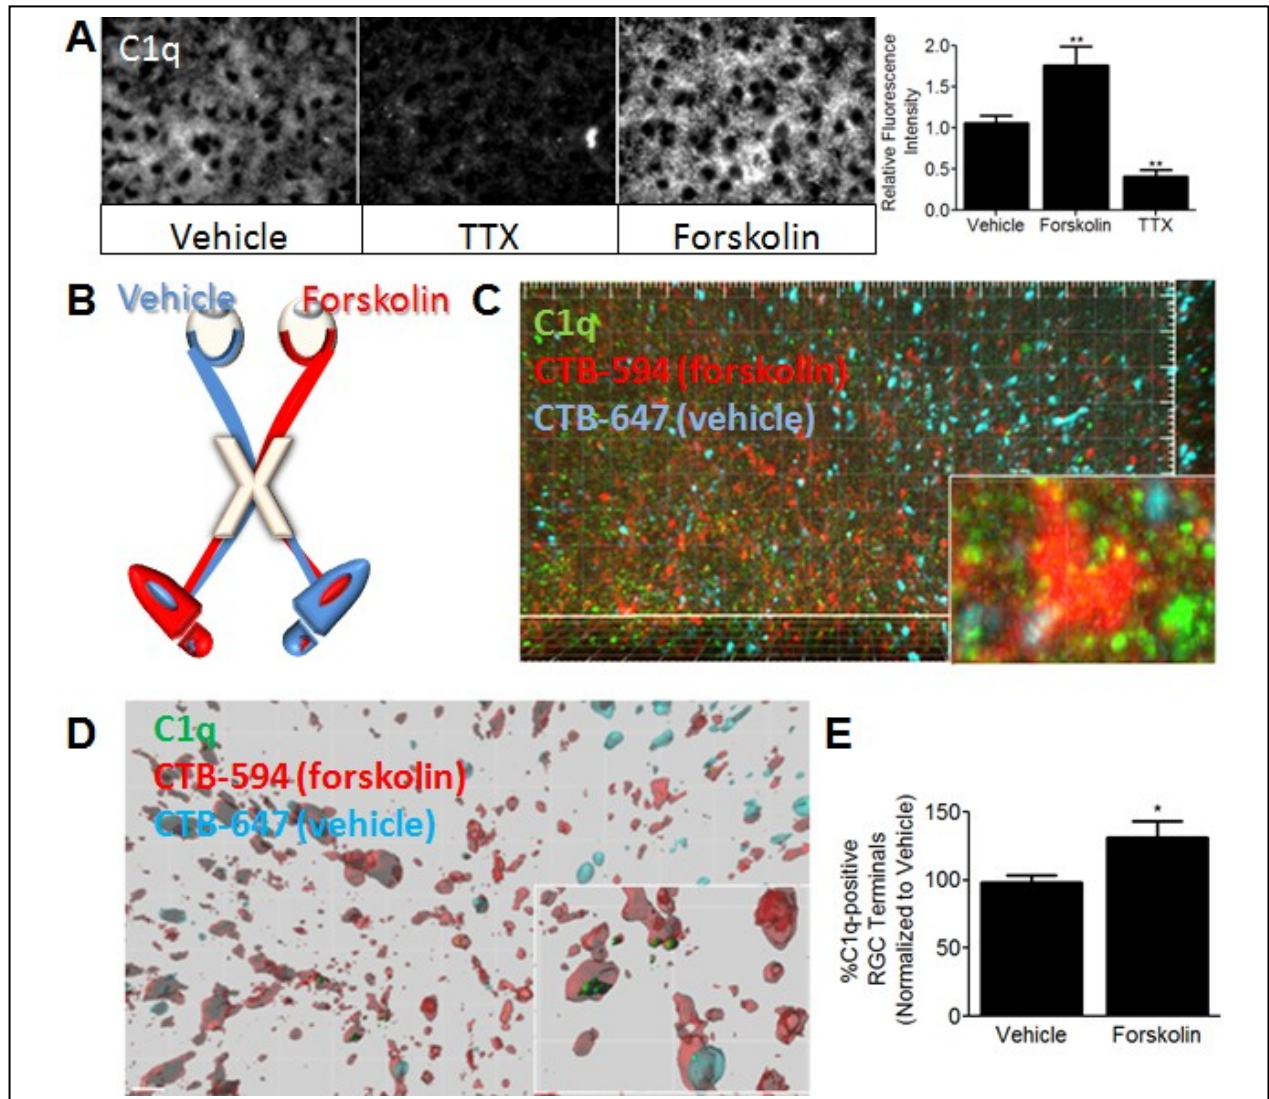 A
C1q
Vehicle
TTX
Forskolin
Relative Fluorescence
Intensity
2.0
1.5
1.0
0.5
0.0
**
**
Vehicle
Forskolin
TTX
B
Vehicle
Forskolin
C
C1q
CTB-594 (forskolin)
CTB-647 (vehicle)
D
C1q
CTB-594 (forskolin)
CTB-647 (vehicle)
E
%C1q-positive
RGC Terminals
(Normalized to Vehicle)
150
100
50
0
*
Vehicle
Forskolin